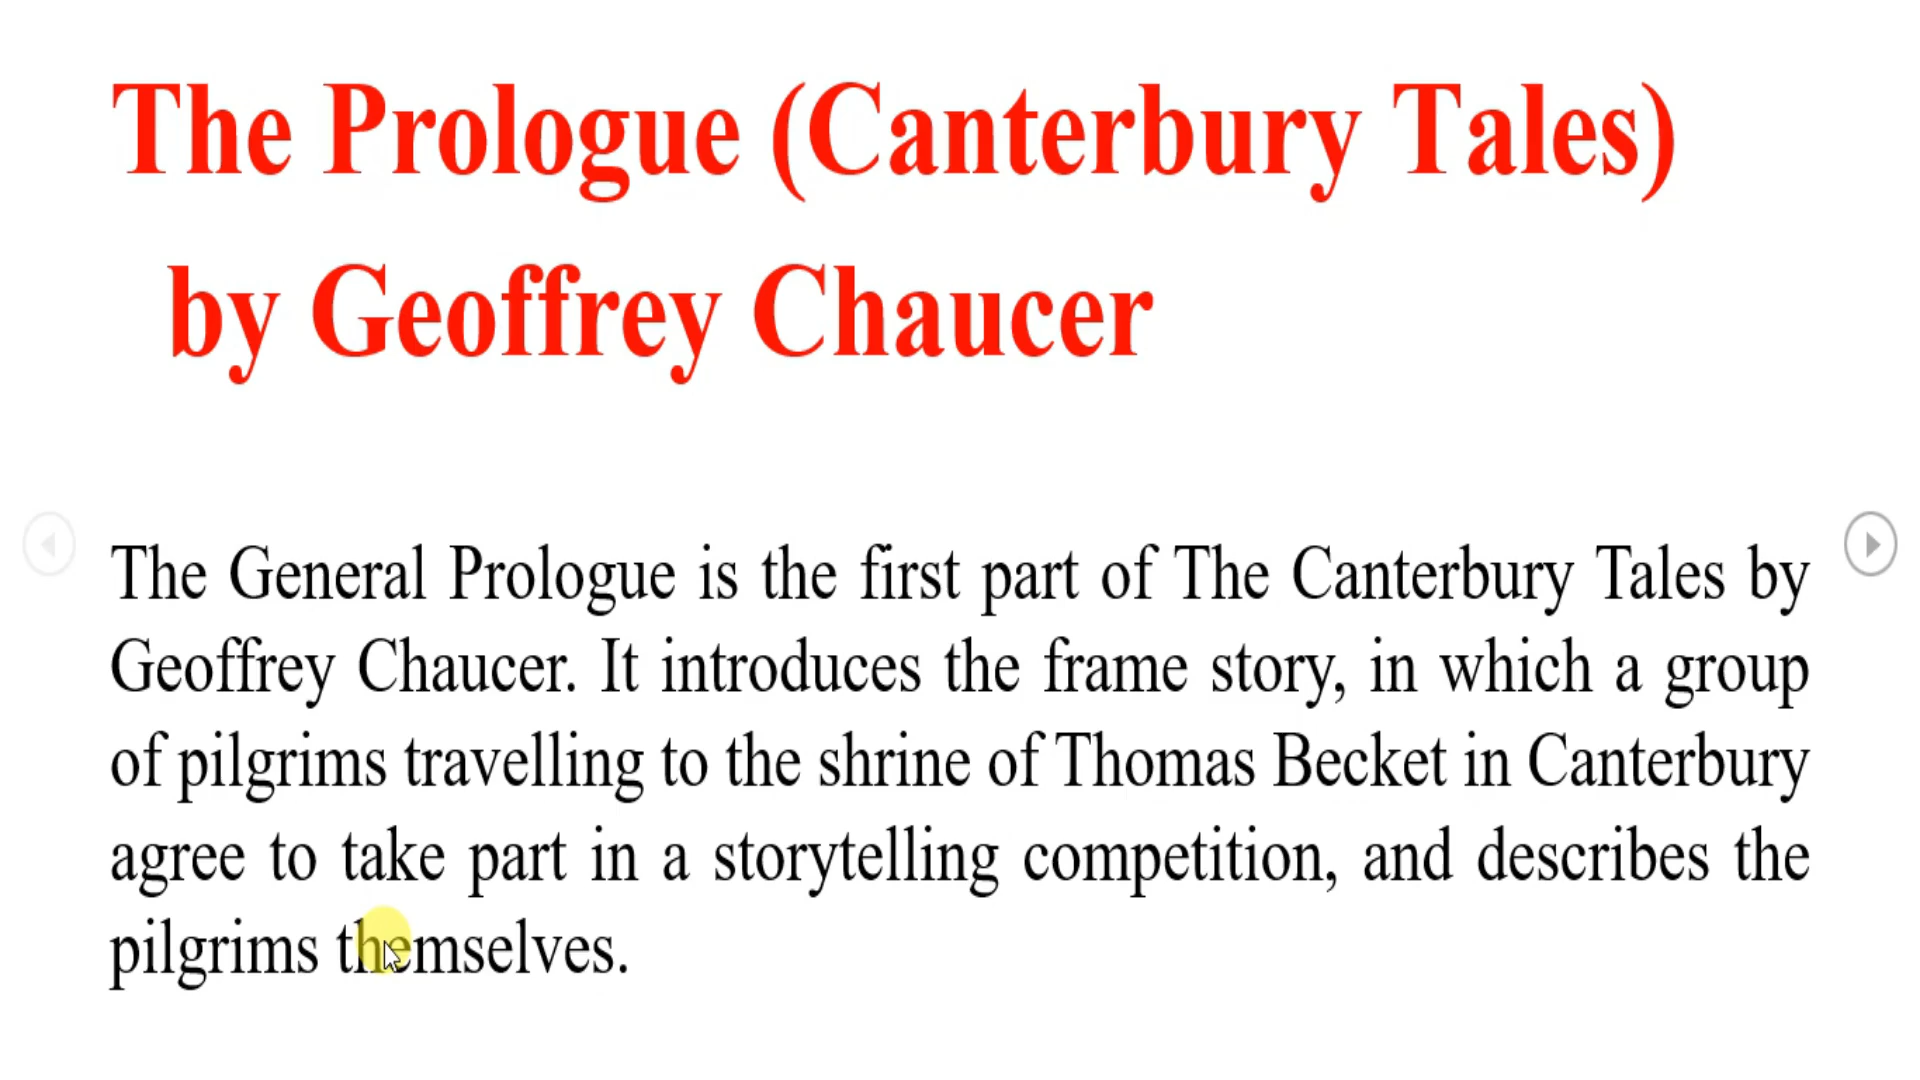 The Prologue (Canterbury Tales)
by Geoffrey Chaucer
The General Prologue is the first part of The Canterbury Tales by
Geoffrey Chaucer. It introduces the frame story, in which a group
of pilgrims travelling to the shrine of Thomas Becket in Canterbury
agree to take part in a storytelling competition, and describes the
pilgrims themselves.